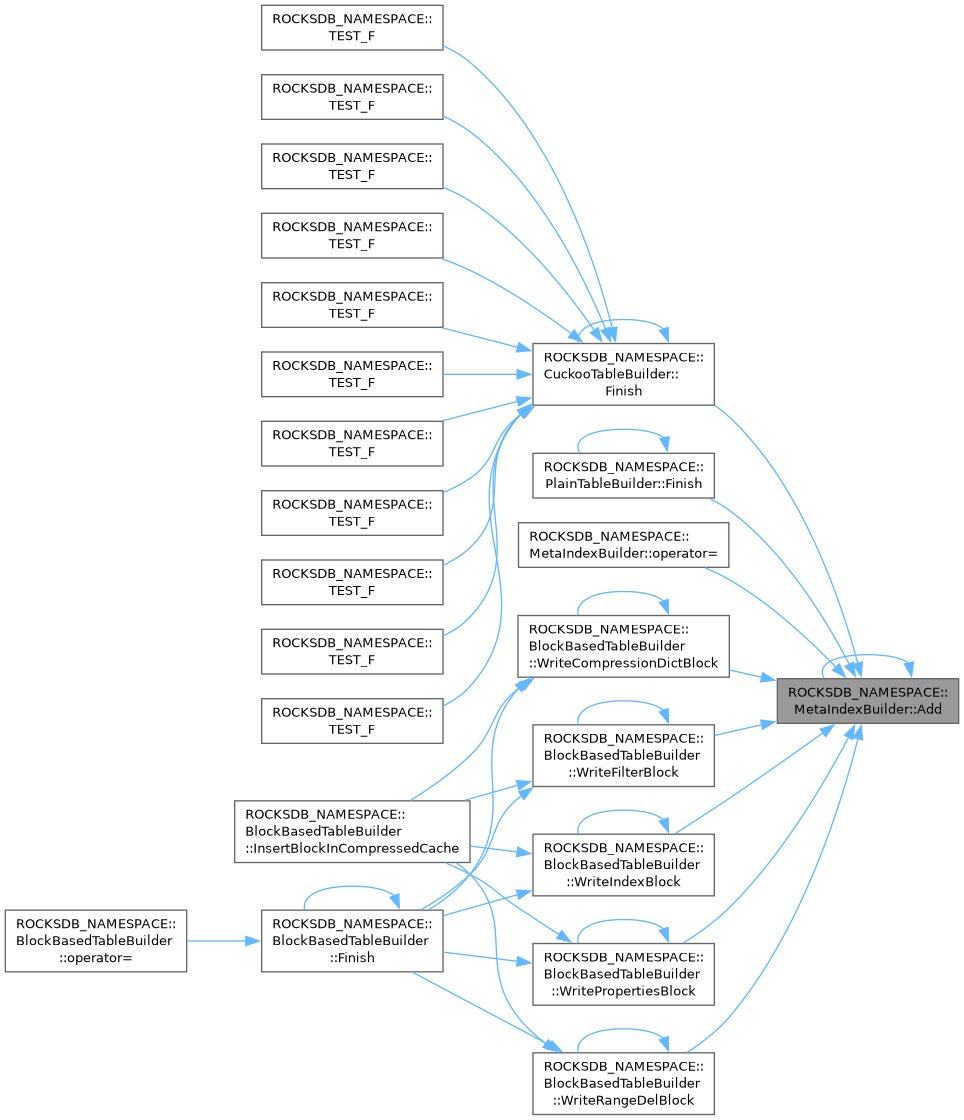 ROCKSDB_NAMESPACE::
TEST_F
ROCKSDB_NAMESPACE::
TEST_F
ROCKSDB_NAMESPACE::
TEST_F
ROCKSDB_NAMESPACE::
TEST_F
ROCKSDB_NAMESPACE::
TEST_F
ROCKSDB_NAMESPACE::
TEST_F
ROCKSDB_NAMESPACE::
TEST_F
ROCKSDB_NAMESPACE::
TEST_F
ROCKSDB_NAMESPACE::
TEST_F
ROCKSDB_NAMESPACE::
TEST_F
ROCKSDB_NAMESPACE::
TEST_F
ROCKSDB_NAMESPACE::
CuckooTableBuilder::
Finish
ROCKSDB_NAMESPACE::
PlainTableBuilder::Finish
ROCKSDB_NAMESPACE::
MetaIndexBuilder::operator=
ROCKSDB_NAMESPACE::
BlockBasedTableBuilder
::WriteCompressionDictBlock
ROCKSDB_NAMESPACE::
MetaIndexBuilder::Add
ROCKSDB_NAMESPACE::
BlockBasedTableBuilder
::WriteFilterBlock
ROCKSDB_NAMESPACE::
BlockBasedTableBuilder
::InsertBlockInCompressedCache
ROCKSDB_NAMESPACE::
BlockBasedTableBuilder
::WriteIndexBlock
ROCKSDB_NAMESPACE::
BlockBasedTableBuilder
::operator=
ROCKSDB_NAMESPACE::
BlockBasedTableBuilder
::Finish
ROCKSDB_NAMESPACE::
BlockBasedTableBuilder
::WritePropertiesBlock
ROCKSDB_NAMESPACE::
BlockBasedTableBuilder
::WriteRangeDelBlock